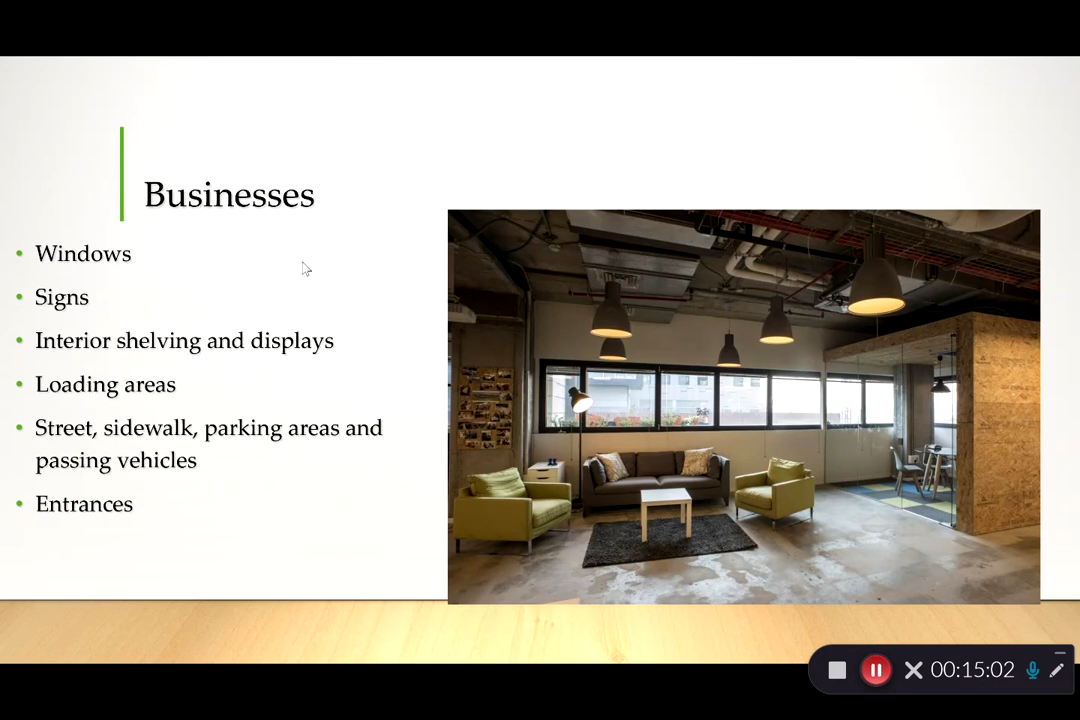 Businesses
• Windows
• Signs
• Interior shelving and displays
• Loading areas
• Street, sidewalk, parking areas and
passing vehicles
• Entrances
00:15:02